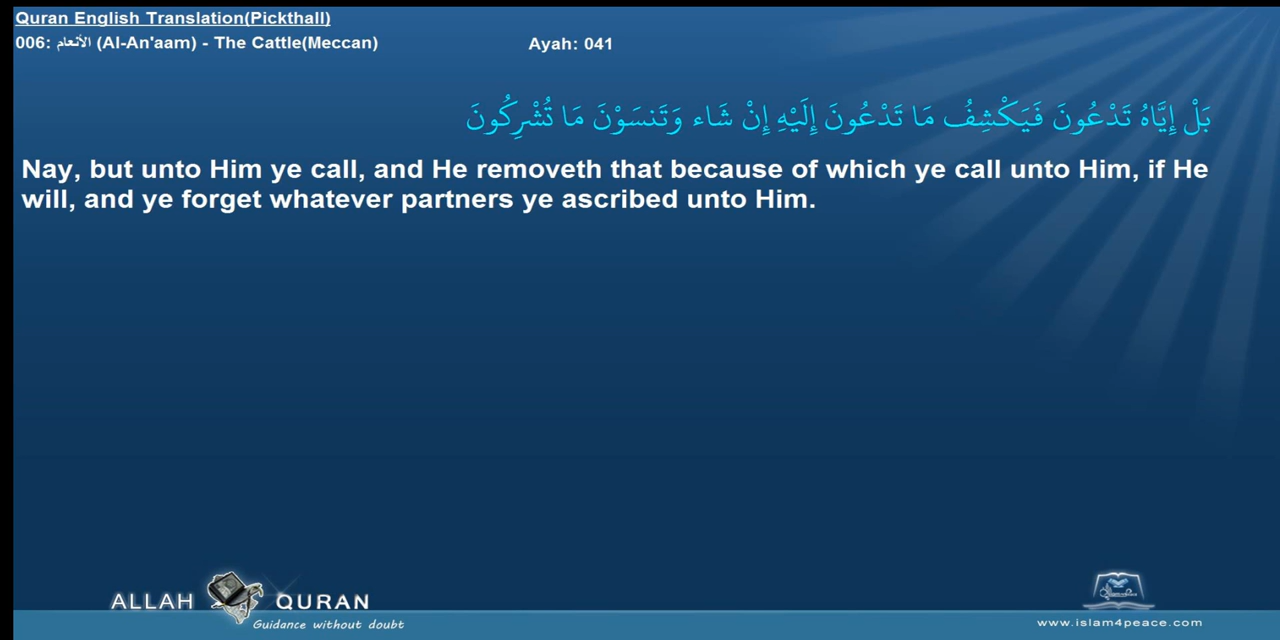 Quran English Translation(Pickthall)
006: الأنعام (Al-An'aam) - The Cattle(Meccan)
Ayah: 041
بَلْ إِيَّاهُ تَدْعُونَ فَيَكْشِفُ مَا تَدْعُونَ إِلَيْهِ إِنْ شَاء وَتَنسَوْنَ مَا تُشْرِكُونَ
Nay, but unto Him ye call, and He removeth that because of which ye call unto Him, if He
will, and ye forget whatever partners ye ascribed unto Him.
ALLAH QURAN
Guidance without doubt
www.islam4peace.com